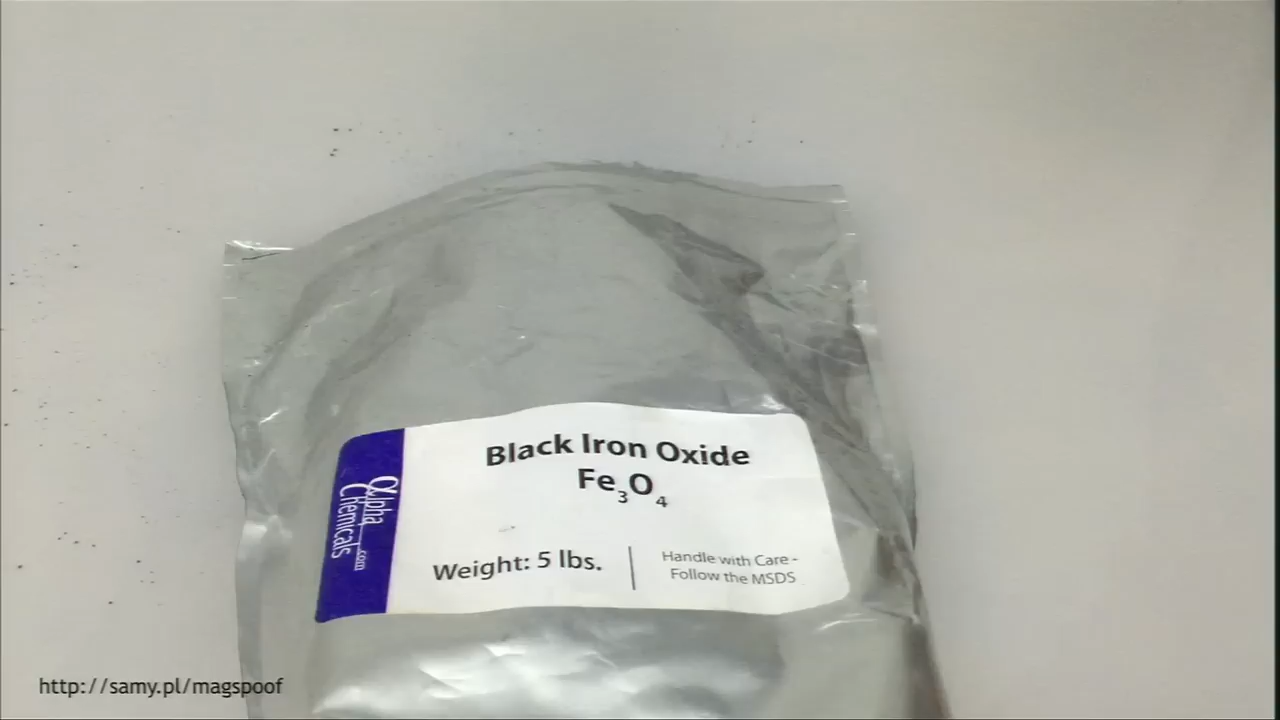 Black Iron Oxide
Fe₃O₄
Alpha
Chemicals
.com
Weight: 5 lbs.
Handle with Care -
Follow the MSDS
http://samy.pl/magspoof